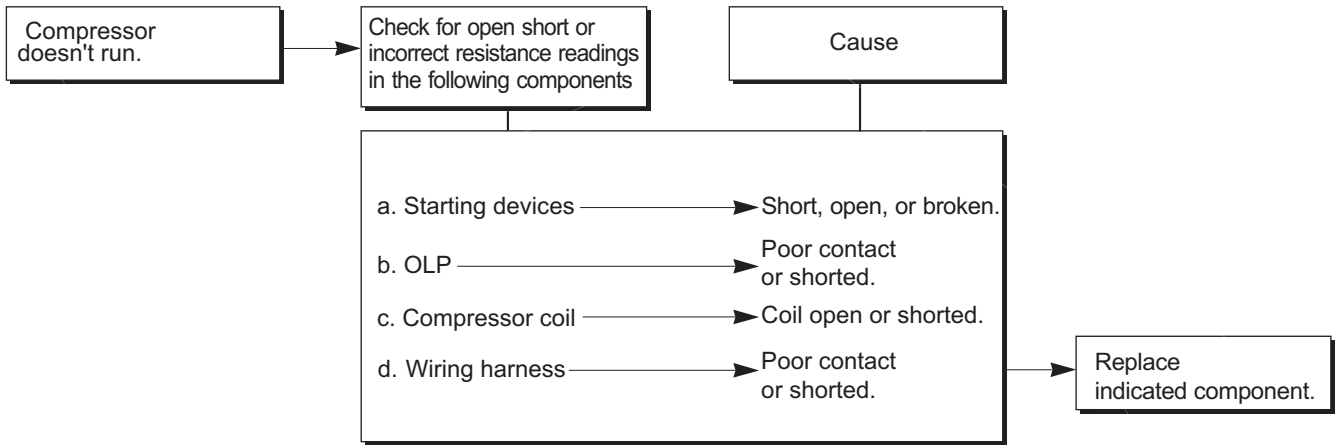 Compressor
doesn't run.
Check for open short or
incorrect resistance readings
in the following components
Cause
a. Starting devices
Short, open, or broken.
b. OLP
Poor contact
or shorted.
c. Compressor coil
Coil open or shorted.
d. Wiring harness
Poor contact
or shorted.
Replace
indicated component.